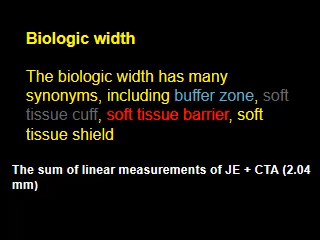 Biologic width
The biologic width has many
synonyms, including buffer zone, soft
tissue cuff, soft tissue barrier, soft
tissue shield
The sum of linear measurements of JE + CTA (2.04
mm)